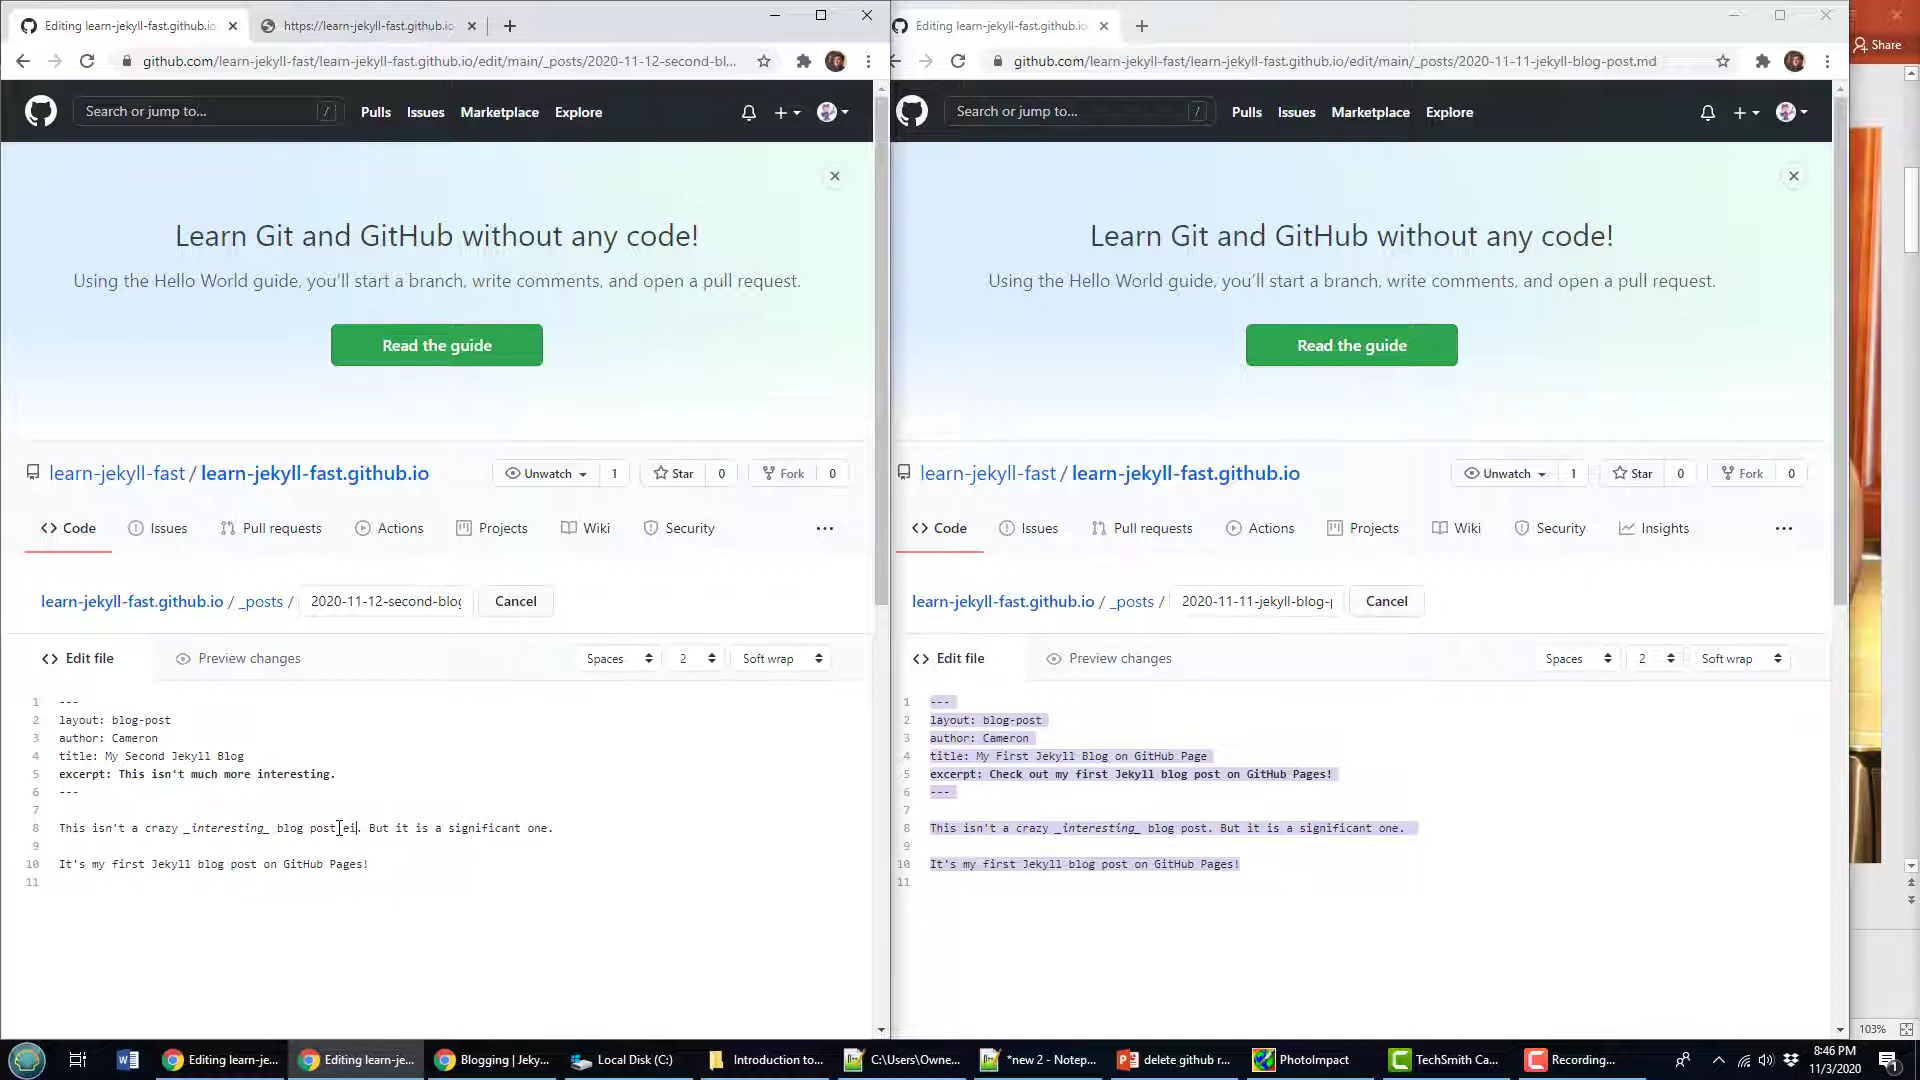 Editing learn-jekyll-fast.github.io
https://learn-jekyll-fast.github.io
github.com/learn-jekyll-fast/learn-jekyll-fast.github.io/edit/main/_posts/2020-11-12-second-bl...
Search or jump to...
/
Pulls
Issues
Marketplace
Explore
Learn Git and GitHub without any code!
Using the Hello World guide, you'll start a branch, write comments, and open a pull request.
Read the guide
learn-jekyll-fast / learn-jekyll-fast.github.io
Unwatch 1
Star 0
Fork 0
Code
Issues
Pull requests
Actions
Projects
Wiki
Security
learn-jekyll-fast.github.io / _posts / 2020-11-12-second-blog
Cancel
Edit file
Preview changes
Spaces
2
Soft wrap
1 ---
2 layout: blog-post
3 author: Cameron
4 title: My Second Jekyll Blog
5 excerpt: This isn't much more interesting.
6 ---
7
8 This isn't a crazy _interesting_ blog post ei. But it is a significant one.
9
10 It's my first Jekyll blog post on GitHub Pages!
11
Editing learn-jekyll-fast.github.io
github.com/learn-jekyll-fast/learn-jekyll-fast.github.io/edit/main/_posts/2020-11-11-jekyll-blog-post.md
Search or jump to...
/
Pulls
Issues
Marketplace
Explore
Learn Git and GitHub without any code!
Using the Hello World guide, you'll start a branch, write comments, and open a pull request.
Read the guide
learn-jekyll-fast / learn-jekyll-fast.github.io
Unwatch 1
Star 0
Fork 0
Code
Issues
Pull requests
Actions
Projects
Wiki
Security
Insights
learn-jekyll-fast.github.io / _posts / 2020-11-11-jekyll-blog-p
Cancel
Edit file
Preview changes
Spaces
2
Soft wrap
1 ---
2 layout: blog-post
3 author: Cameron
4 title: My First Jekyll Blog on GitHub Page
5 excerpt: Check out my first Jekyll blog post on GitHub Pages!
6 ---
7
8 This isn't a crazy _interesting_ blog post. But it is a significant one.
9
10 It's my first Jekyll blog post on GitHub Pages!
11
Share
103%
Editing learn-je...
Editing learn-je...
Blogging | Jeky...
Local Disk (C:)
Introduction to...
C:\Users\Owne...
*new 2 - Notep...
delete github r...
PhotoImpact
TechSmith Ca...
Recording...
8:46 PM
11/3/2020
1